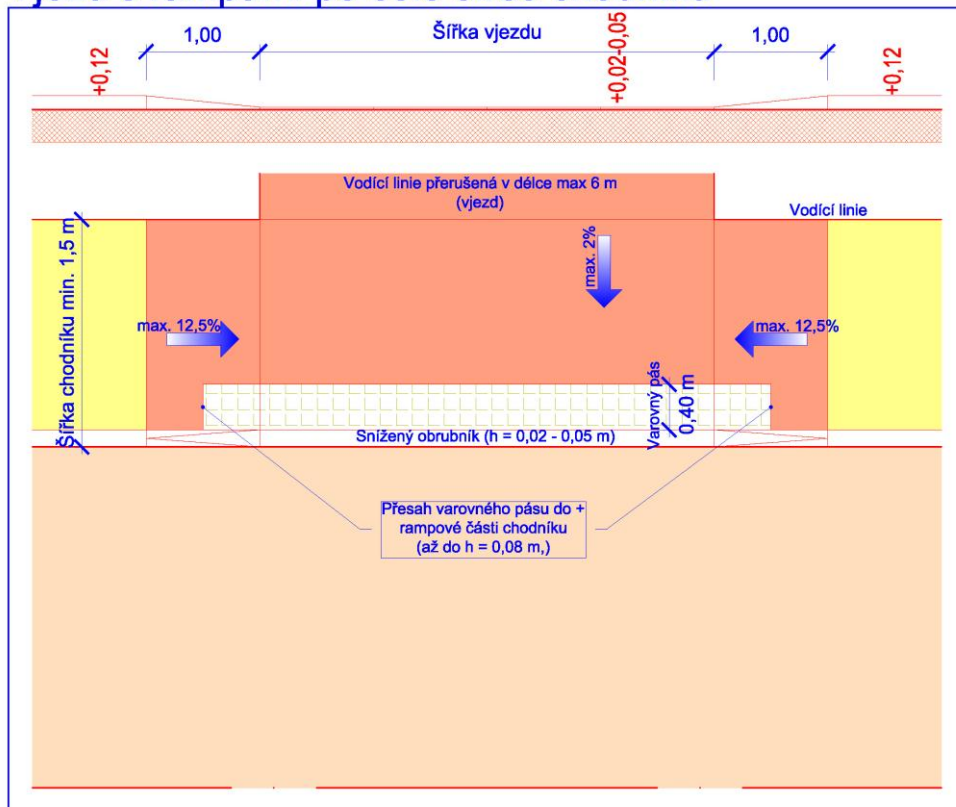 1,00
Šířka vjezdu
1,00
+0,12
+0,02-0,05
+0,12
Vodící linie přerušená v délce max 6 m
(vjezd)
Vodící linie
Šířka chodníku min. 1,5 m
max. 2%
max. 12,5%
max. 12,5%
Varovný pás
0,40 m
Snížený obrubník (h = 0,02 - 0,05 m)
Přesah varovného pásu do +
rampové části chodníku
(až do h = 0,08 m,)